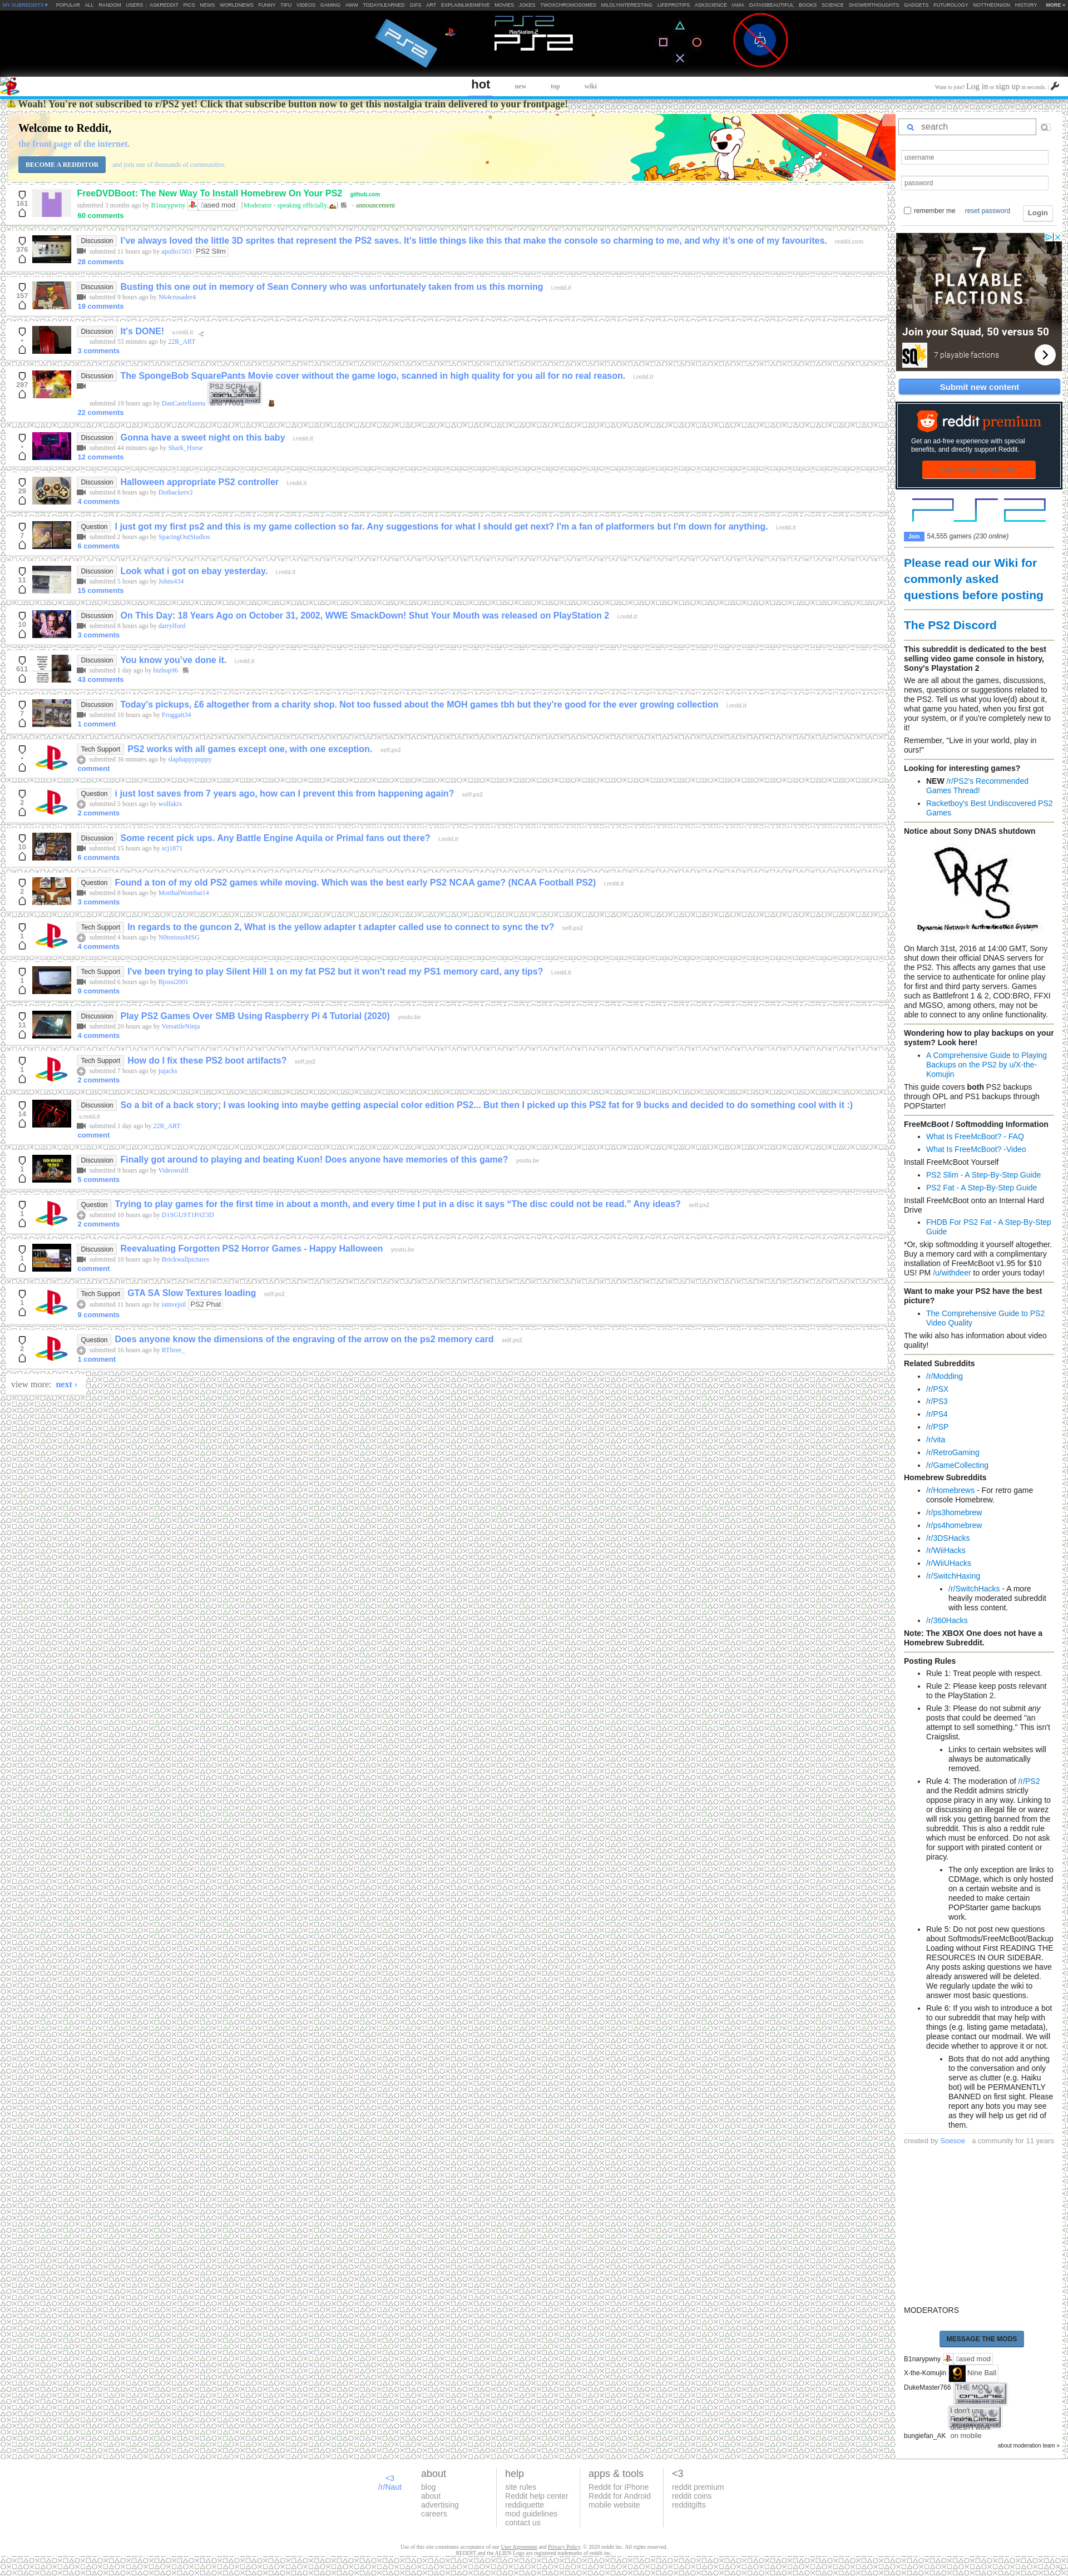 MY SUBREDDITS▼ POPULAR ALL RANDOM USERS | ASKREDDIT PICS NEWS WORLDNEWS FUNNY TIFU VIDEOS GAMING AWW TODAYILEARNED GIFS ART EXPLAINLIKEIMFIVE MOVIES JOKES TWOXCHROMOSOMES MILDLYINTERESTING LIFEPROTIPS ASKSCIENCE IAMA DATAISBEAUTIFUL BOOKS SCIENCE SHOWERTHOUGHTS GADGETS FUTUROLOGY NOTTHEONION HISTORY MORE »
PS2
PlayStation 2
hot new top wiki
Want to join? Log in or sign up in seconds. |
Woah! You're not subscribed to r/PS2 yet! Click that subscribe button now to get this nostalgia train delivered to your frontpage!
Welcome to Reddit,
the front page of the internet.
BECOME A REDDITOR and join one of thousands of communities.
161
FreeDVDBoot: The New Way To Install Homebrew On Your PS2 github.com
submitted 3 months ago by B1narypwny ased mod [Moderator - speaking officially] - announcement
60 comments
376
Discussion I've always loved the little 3D sprites that represent the PS2 saves. It's little things like this that make the console so charming to me, and why it's one of my favourites. reddit.com
submitted 11 hours ago by apollo1503 PS2 Slim
28 comments
157
Discussion Busting this one out in memory of Sean Connery who was unfortunately taken from us this morning i.redd.it
submitted 9 hours ago by N64crusader4
19 comments
•
Discussion It's DONE! v.redd.it
submitted 55 minutes ago by 22R_ART
3 comments
297
Discussion The SpongeBob SquarePants Movie cover without the game logo, scanned in high quality for you all for no real reason. i.redd.it
submitted 19 hours ago by DanCastellaneta PS2 SCPH 77001
22 comments
•
Discussion Gonna have a sweet night on this baby i.redd.it
submitted 44 minutes ago by Shark_Horse
12 comments
29
Discussion Halloween appropriate PS2 controller i.redd.it
submitted 8 hours ago by Dothackerv2
4 comments
7
Question I just got my first ps2 and this is my game collection so far. Any suggestions for what I should get next? I'm a fan of platformers but I'm down for anything. i.redd.it
submitted 2 hours ago by SpacingOutStudios
6 comments
11
Discussion Look what i got on ebay yesterday. i.redd.it
submitted 5 hours ago by Johns434
15 comments
10
Discussion On This Day: 18 Years Ago on October 31, 2002, WWE SmackDown! Shut Your Mouth was released on PlayStation 2 i.redd.it
submitted 8 hours ago by darrylford
3 comments
611
Discussion You know you've done it. i.redd.it
submitted 1 day ago by bizhop96
43 comments
7
Discussion Today's pickups, £6 altogether from a charity shop. Not too fussed about the MOH games tbh but they're good for the ever growing collection i.redd.it
submitted 10 hours ago by Froggatt34
1 comment
•
Tech Support PS2 works with all games except one, with one exception. self.ps2
submitted 36 minutes ago by slaphappypuppy
comment
2
Question i just lost saves from 7 years ago, how can I prevent this from happening again? self.ps2
submitted 5 hours ago by wolfakix
2 comments
10
Discussion Some recent pick ups. Any Battle Engine Aquila or Primal fans out there? i.redd.it
submitted 15 hours ago by scj1871
6 comments
2
Question Found a ton of my old PS2 games while moving. Which was the best early PS2 NCAA game? (NCAA Football PS2) i.redd.it
submitted 8 hours ago by MorthalWombat14
3 comments
•
Tech Support In regards to the guncon 2, What is the yellow adapter t adapter called use to connect to sync the tv? self.ps2
submitted 4 hours ago by N0toriousMSG
4 comments
1
Tech Support I've been trying to play Silent Hill 1 on my fat PS2 but it won't read my PS1 memory card, any tips? i.redd.it
submitted 6 hours ago by Bjossi2001
9 comments
11
Discussion Play PS2 Games Over SMB Using Raspberry Pi 4 Tutorial (2020) youtu.be
submitted 20 hours ago by VersatileNinja
4 comments
1
Tech Support How do I fix these PS2 boot artifacts? self.ps2
submitted 7 hours ago by jujacks
2 comments
14
Discussion So a bit of a back story; I was looking into maybe getting aspecial color edition PS2... But then I picked up this PS2 fat for 9 bucks and decided to do something cool with it :)
v.redd.it
submitted 1 day ago by 22R_ART
comment
1
Discussion Finally got around to playing and beating Kuon! Does anyone have memories of this game? youtu.be
submitted 9 hours ago by Videowulff
5 comments
1
Question Trying to play games for the first time in about a month, and every time I put in a disc it says “The disc could not be read.” Any ideas? self.ps2
submitted 10 hours ago by D1SGUST1PAT3D
2 comments
1
Discussion Reevaluating Forgotten PS2 Horror Games - Happy Halloween youtu.be
submitted 10 hours ago by Brickwallpictures
comment
1
Tech Support GTA SA Slow Textures loading self.ps2
submitted 11 hours ago by iamvejul PS2 Phat
9 comments
2
Question Does anyone know the dimensions of the engraving of the arrow on the ps2 memory card self.ps2
submitted 16 hours ago by RThree_
1 comment
view more: next ›
search
username
password
remember me reset password Login
7
PLAYABLE
FACTIONS
Join your Squad, 50 versus 50
SQ 7 playable factions
Submit new content
reddit premium
Get an ad-free experience with special benefits, and directly support Reddit.
PS2
Join 54,555 gamers (230 online)
Please read our Wiki for commonly asked questions before posting
The PS2 Discord
This subreddit is dedicated to the best selling video game console in history, Sony's Playstation 2
We are all about the games, discussions, news, questions or suggestions related to the PS2. Tell us what you love(d) about it, what game you hated, when you first got your system, or if you're completely new to it!
Remember, "Live in your world, play in ours!"
Looking for interesting games?
NEW /r/PS2's Recommended Games Thread!
Racketboy's Best Undiscovered PS2 Games
Notice about Sony DNAS shutdown
DNAS
Dynamic Network Authentication System
On March 31st, 2016 at 14:00 GMT, Sony shut down their official DNAS servers for the PS2. This affects any games that use the service to authenticate for online play for first and third party servers. Games such as Battlefront 1 & 2, COD:BRO, FFXI and MGSO, among others, may not be able to connect to any online functionality.
Wondering how to play backups on your system? Look here!
A Comprehensive Guide to Playing Backups on the PS2 by u/X-the-Komujin
This guide covers both PS2 backups through OPL and PS1 backups through POPStarter!
FreeMcBoot / Softmodding Information
What Is FreeMcBoot? - FAQ
What Is FreeMcBoot? -Video
Install FreeMcBoot Yourself
PS2 Slim - A Step-By-Step Guide
PS2 Fat - A Step-By-Step Guide
Install FreeMcBoot onto an Internal Hard Drive
FHDB For PS2 Fat - A Step-By-Step Guide
*Or, skip softmodding it yourself altogether. Buy a memory card with a complimentary installation of FreeMcBoot v1.95 for $10 US! PM /u/withdeer to order yours today!
Want to make your PS2 have the best picture?
The Comprehensive Guide to PS2 Video Quality
The wiki also has information about video quality!
Related Subreddits
/r/Modding
/r/PSX
/r/PS3
/r/PS4
/r/PSP
/r/vita
/r/RetroGaming
/r/GameCollecting
Homebrew Subreddits
/r/Homebrews - For retro game console Homebrew.
/r/ps3homebrew
/r/ps4homebrew
/r/3DSHacks
/r/WiiHacks
/r/WiiUHacks
/r/SwitchHaxing
/r/SwitchHacks - A more heavily moderated subreddit with less content.
/r/360Hacks
Note: The XBOX One does not have a Homebrew Subreddit.
Posting Rules
Rule 1: Treat people with respect.
Rule 2: Please keep posts relevant to the PlayStation 2.
Rule 3: Please do not submit any posts that could be deemed "an attempt to sell something." This isn't Craigslist.
Links to certain websites will always be automatically removed.
Rule 4: The moderation of /r/PS2 and the Reddit admins strictly oppose piracy in any way. Linking to or discussing an illegal file or warez will risk you getting banned from the subreddit. This is also a reddit rule which must be enforced. Do not ask for support with pirated content or piracy.
The only exception are links to CDMage, which is only hosted on a certain website and is needed to make certain POPStarter game backups work.
Rule 5: Do not post new questions about Softmods/FreeMcBoot/Backup Loading without First READING THE RESOURCES IN OUR SIDEBAR. Any posts asking questions we have already answered will be deleted. We regularly update the wiki to answer most basic questions.
Rule 6: If you wish to introduce a bot to our subreddit that may help with things (e.g. listing game metadata), please contact our modmail. We will decide whether to approve it or not.
Bots that do not add anything to the conversation and only serve as clutter (e.g. Haiku bot) will be PERMANENTLY BANNED on first sight. Please report any bots you may see as they will help us get rid of them.
created by Soesoe a community for 11 years
MODERATORS
MESSAGE THE MODS
B1narypwny ased mod
X-the-Komujin Nine Ball
DukeMaster766 THE MOD ONLINE
bungiefan_AK I don't use doesn't work on mobile
about moderation team »
<3
/r/Naut
about
blog
about
advertising
careers
help
site rules
Reddit help center
reddiquette
mod guidelines
contact us
apps & tools
Reddit for iPhone
Reddit for Android
mobile website
<3
reddit premium
reddit coins
redditgifts
Use of this site constitutes acceptance of our User Agreement and Privacy Policy. © 2020 reddit inc. All rights reserved.
REDDIT and the ALIEN Logo are registered trademarks of reddit inc.